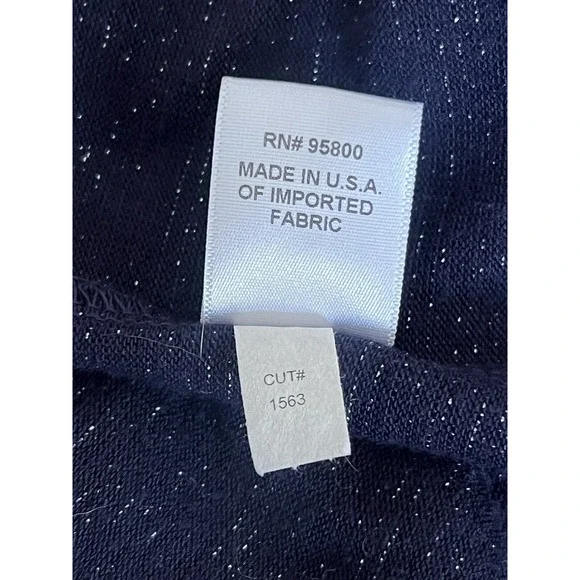 RN# 95800
MADE IN U.S.A.
OF IMPORTED
FABRIC
CUT#
1563